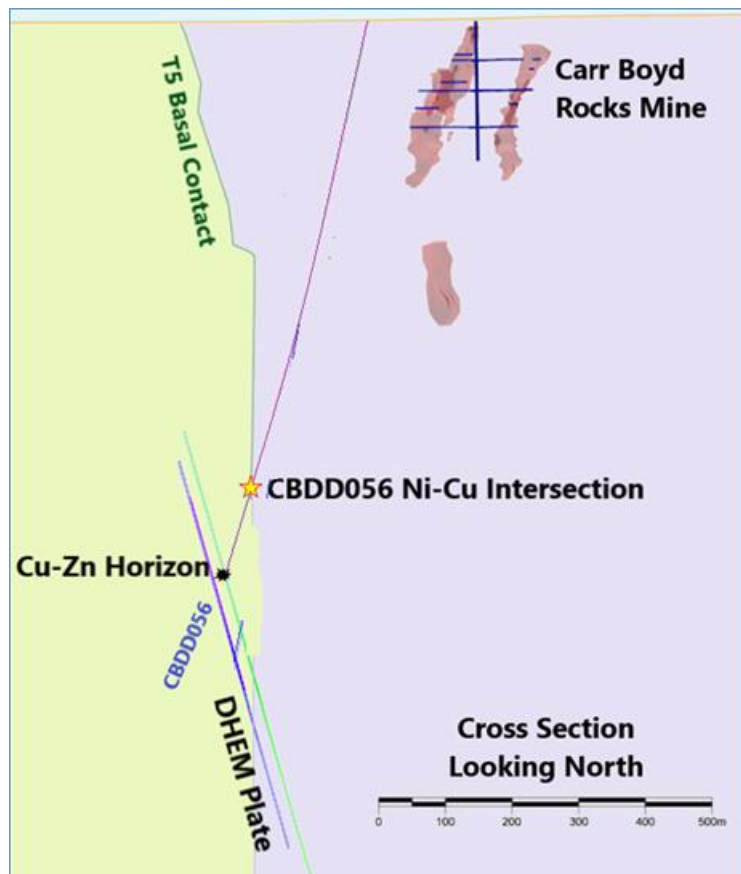 Carr Boyd
Rocks Mine
T5 Basal Contact
CBDD056 Ni-Cu Intersection
Cu-Zn Horizon
CBDD056
DHEM Plate
Cross Section
Looking North
0 100 200 300 400 500m